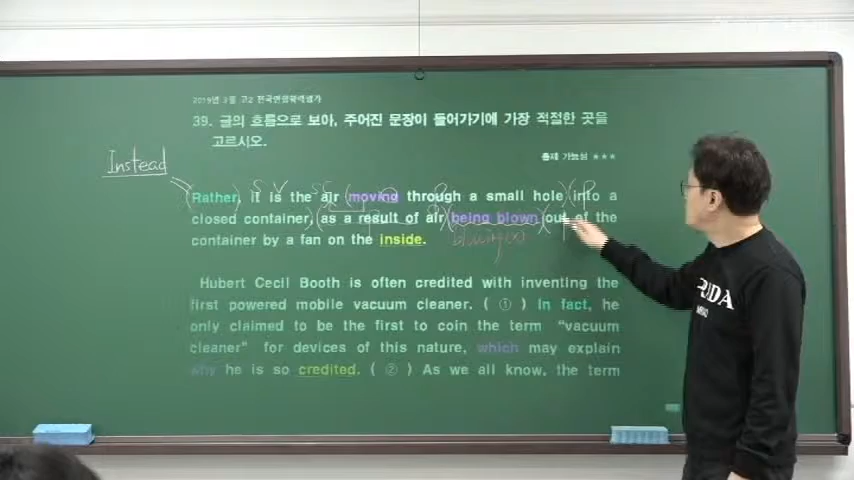 2019년 3월 고2 전국연합학력평가
39. 글의 흐름으로 보아, 주어진 문장이 들어가기에 가장 적절한 곳을
고르시오.
출제 가능성 ★★★
Instead
Rather, it is the air moving through a small hole into a
closed container, as a result of air being blown out of the
container by a fan on the inside.
Hubert Cecil Booth is often credited with inventing the
first powered mobile vacuum cleaner. ( ① ) In fact, he
only claimed to be the first to coin the term "vacuum
cleaner" for devices of this nature, which may explain
why he is so credited. ( ② ) As we all know, the term